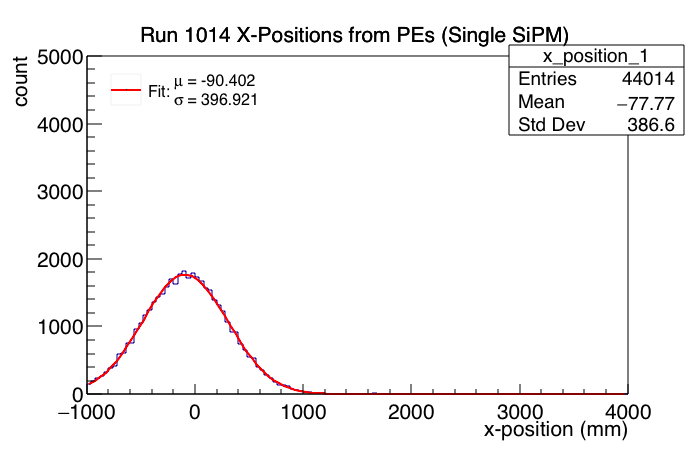 Run 1014 X-Positions from PEs (Single SiPM)
x_position_1
Entries 44014
Mean −77.77
Std Dev 386.6
Fit: μ = -90.402
σ = 396.921
count
5000
4000
3000
2000
1000
0
−1000 0 1000 2000 3000 4000
x-position (mm)